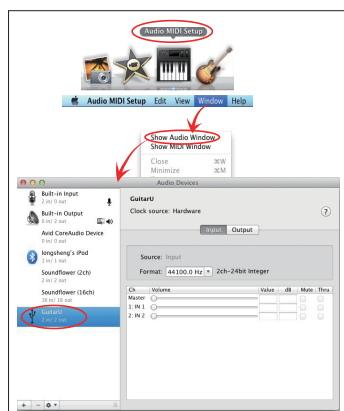 Audio MIDI Setup
Audio MIDI Setup Edit View Window Help
Show Audio Window
Show MIDI Window
Close ⌘W
Minimize ⌘M
Audio Devices
Built-in Input
2 in/ 0 out
Built-in Output
0 in/ 2 out
Avid CoreAudio Device
0 in/ 0 out
longsheng's iPod
1 in/ 1 out
Soundflower (2ch)
2 in/ 2 out
Soundflower (16ch)
16 in/ 16 out
GuitarU
2 in/ 2 out
GuitarU
Clock source: Hardware
?
Input Output
Source: Input
Format: 44100.0 Hz 2ch-24bit Integer
Ch Volume Value dB Mute Thru
Master
1: IN 1
2: IN 2